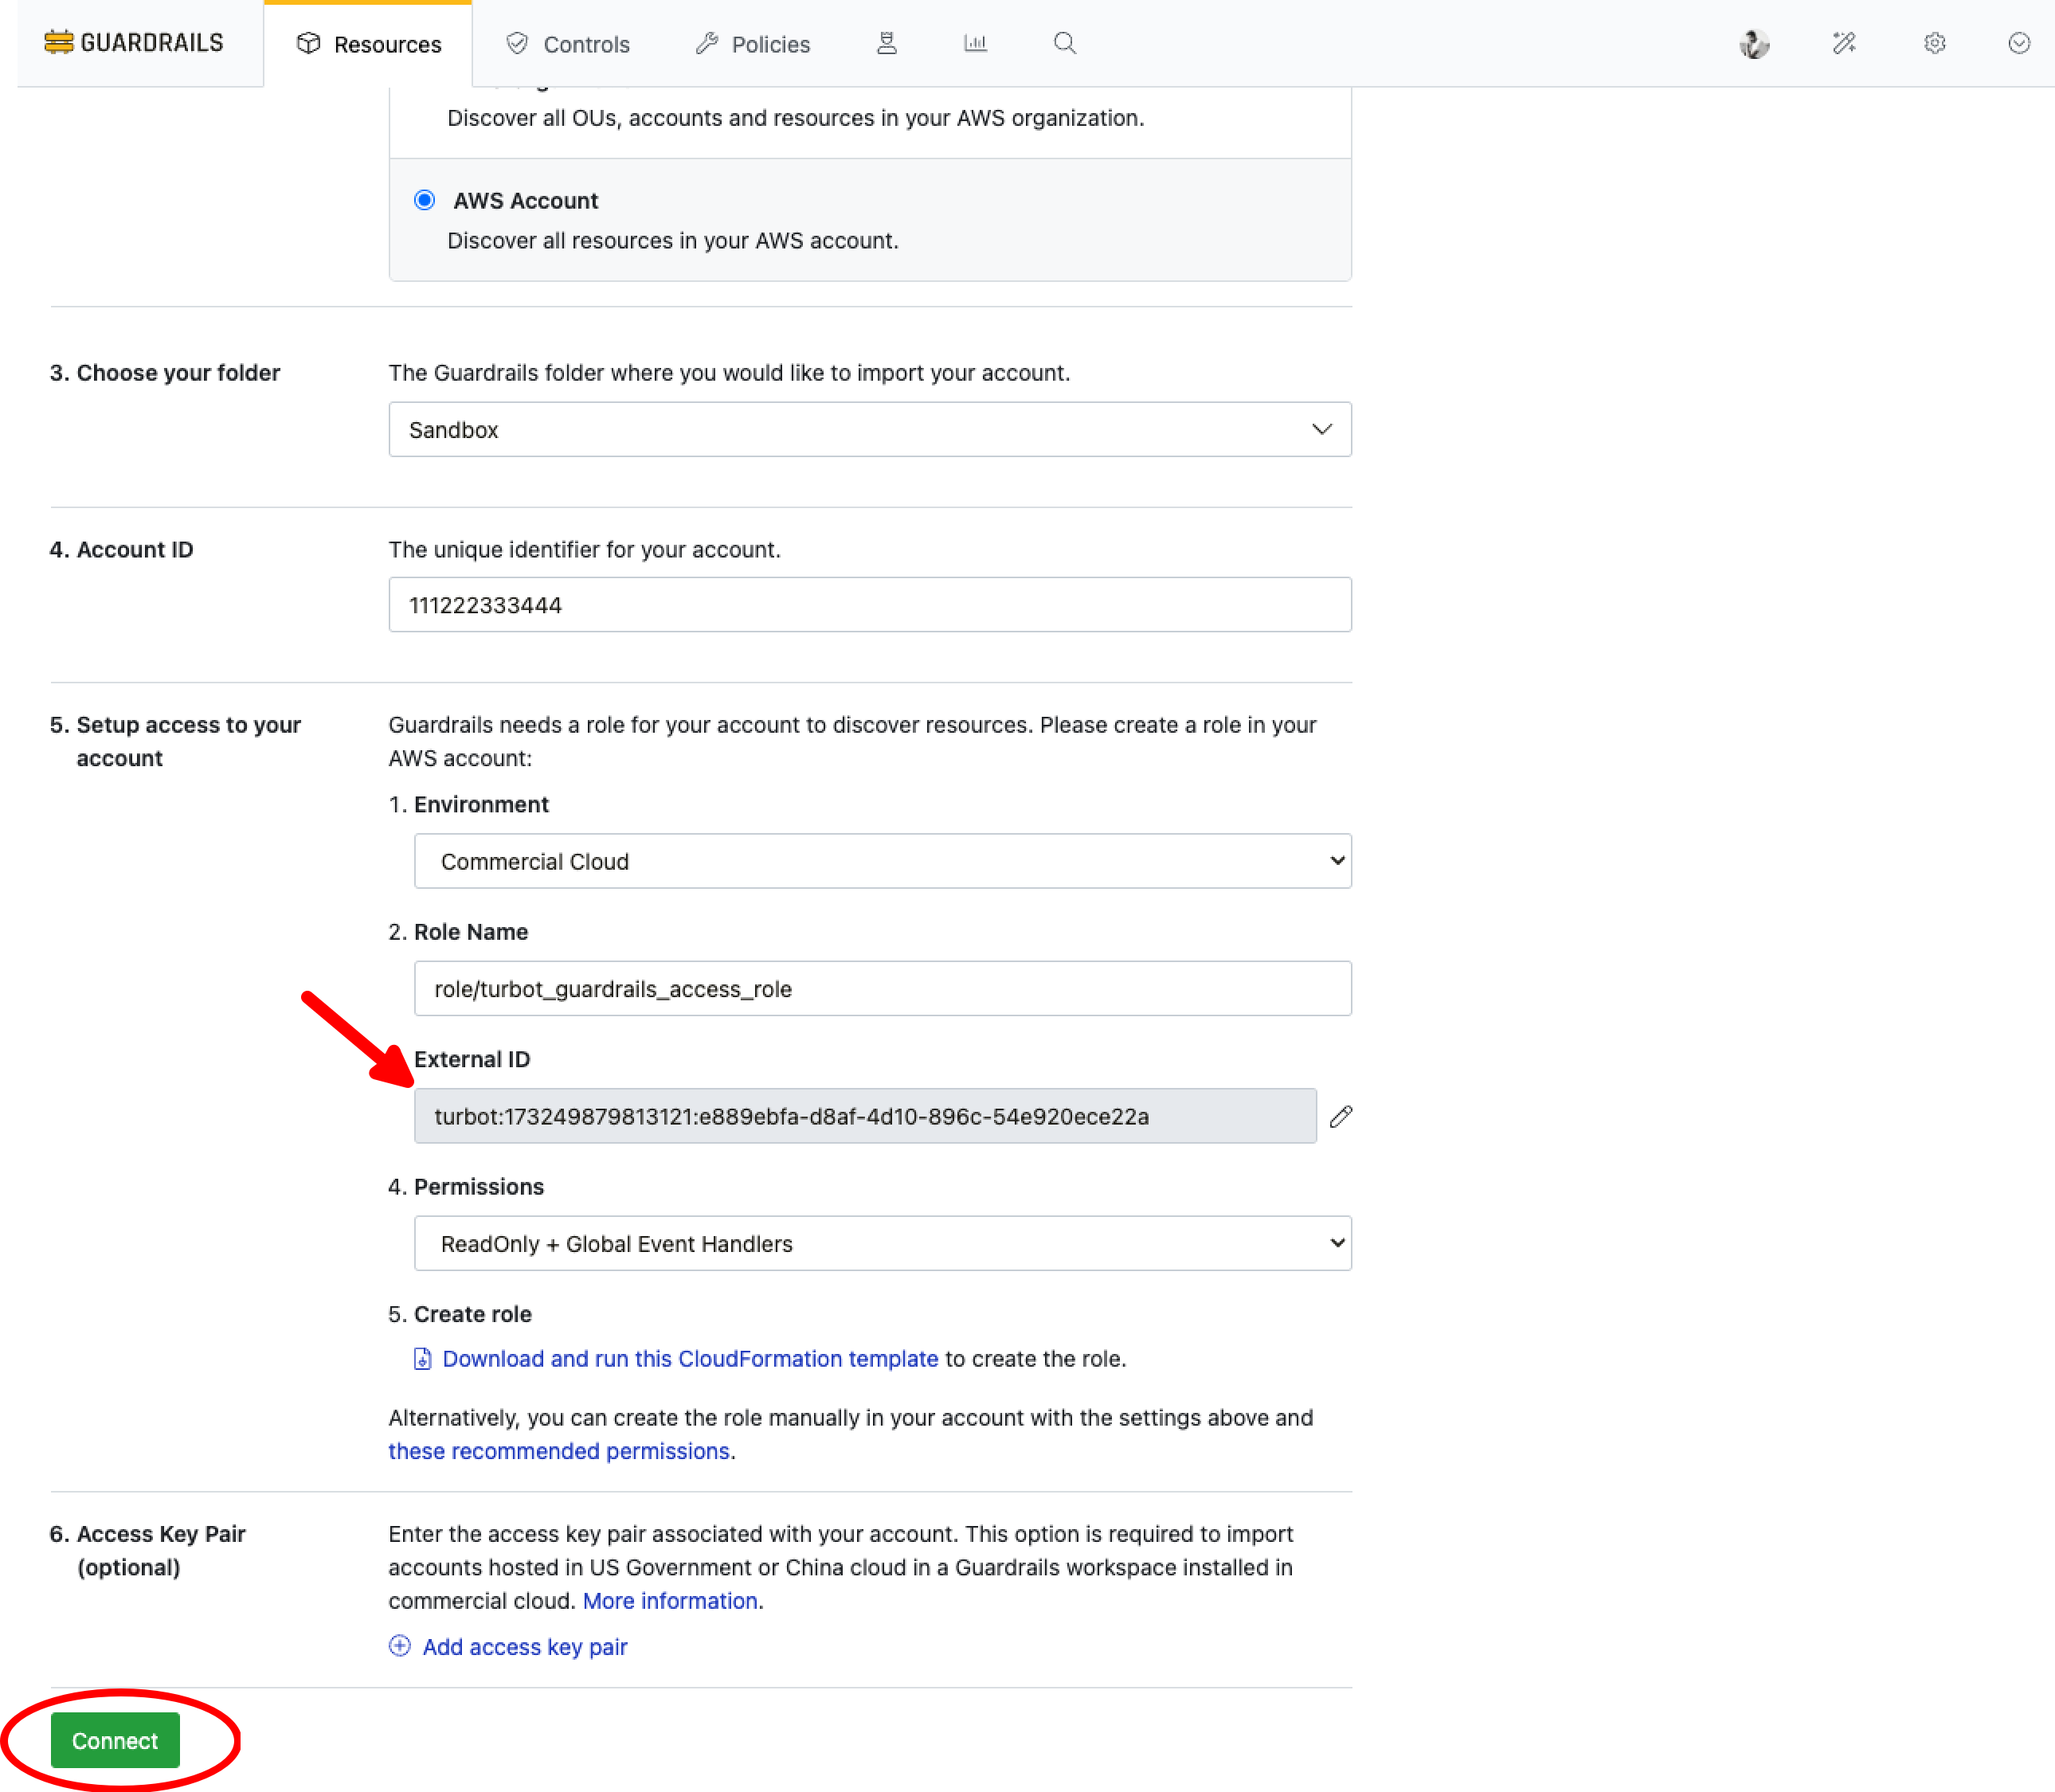 GUARDRAILS
Resources
Controls
Policies
Discover all OUs, accounts and resources in your AWS organization.
AWS Account
Discover all resources in your AWS account.
3. Choose your folder
The Guardrails folder where you would like to import your account.
Sandbox
4. Account ID
The unique identifier for your account.
111222333444
5. Setup access to your
account
Guardrails needs a role for your account to discover resources. Please create a role in your
AWS account:
1. Environment
Commercial Cloud
2. Role Name
role/turbot_guardrails_access_role
External ID
turbot:173249879813121:e889ebfa-d8af-4d10-896c-54e920ece22a
4. Permissions
ReadOnly + Global Event Handlers
5. Create role
Download and run this CloudFormation template to create the role.
Alternatively, you can create the role manually in your account with the settings above and
these recommended permissions.
6. Access Key Pair
(optional)
Enter the access key pair associated with your account. This option is required to import
accounts hosted in US Government or China cloud in a Guardrails workspace installed in
commercial cloud. More information.
Add access key pair
Connect